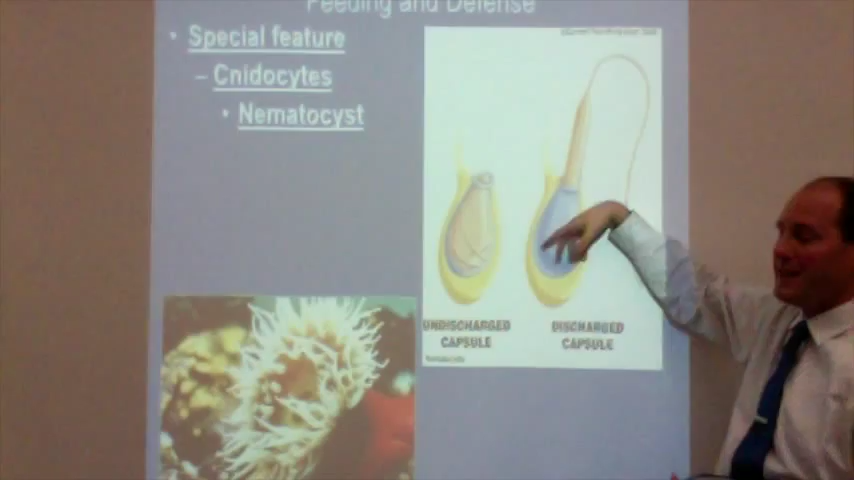 Feeding and Defense
• Special feature
– Cnidocytes
• Nematocyst
UNDISCHARGED
CAPSULE
DISCHARGED
CAPSULE